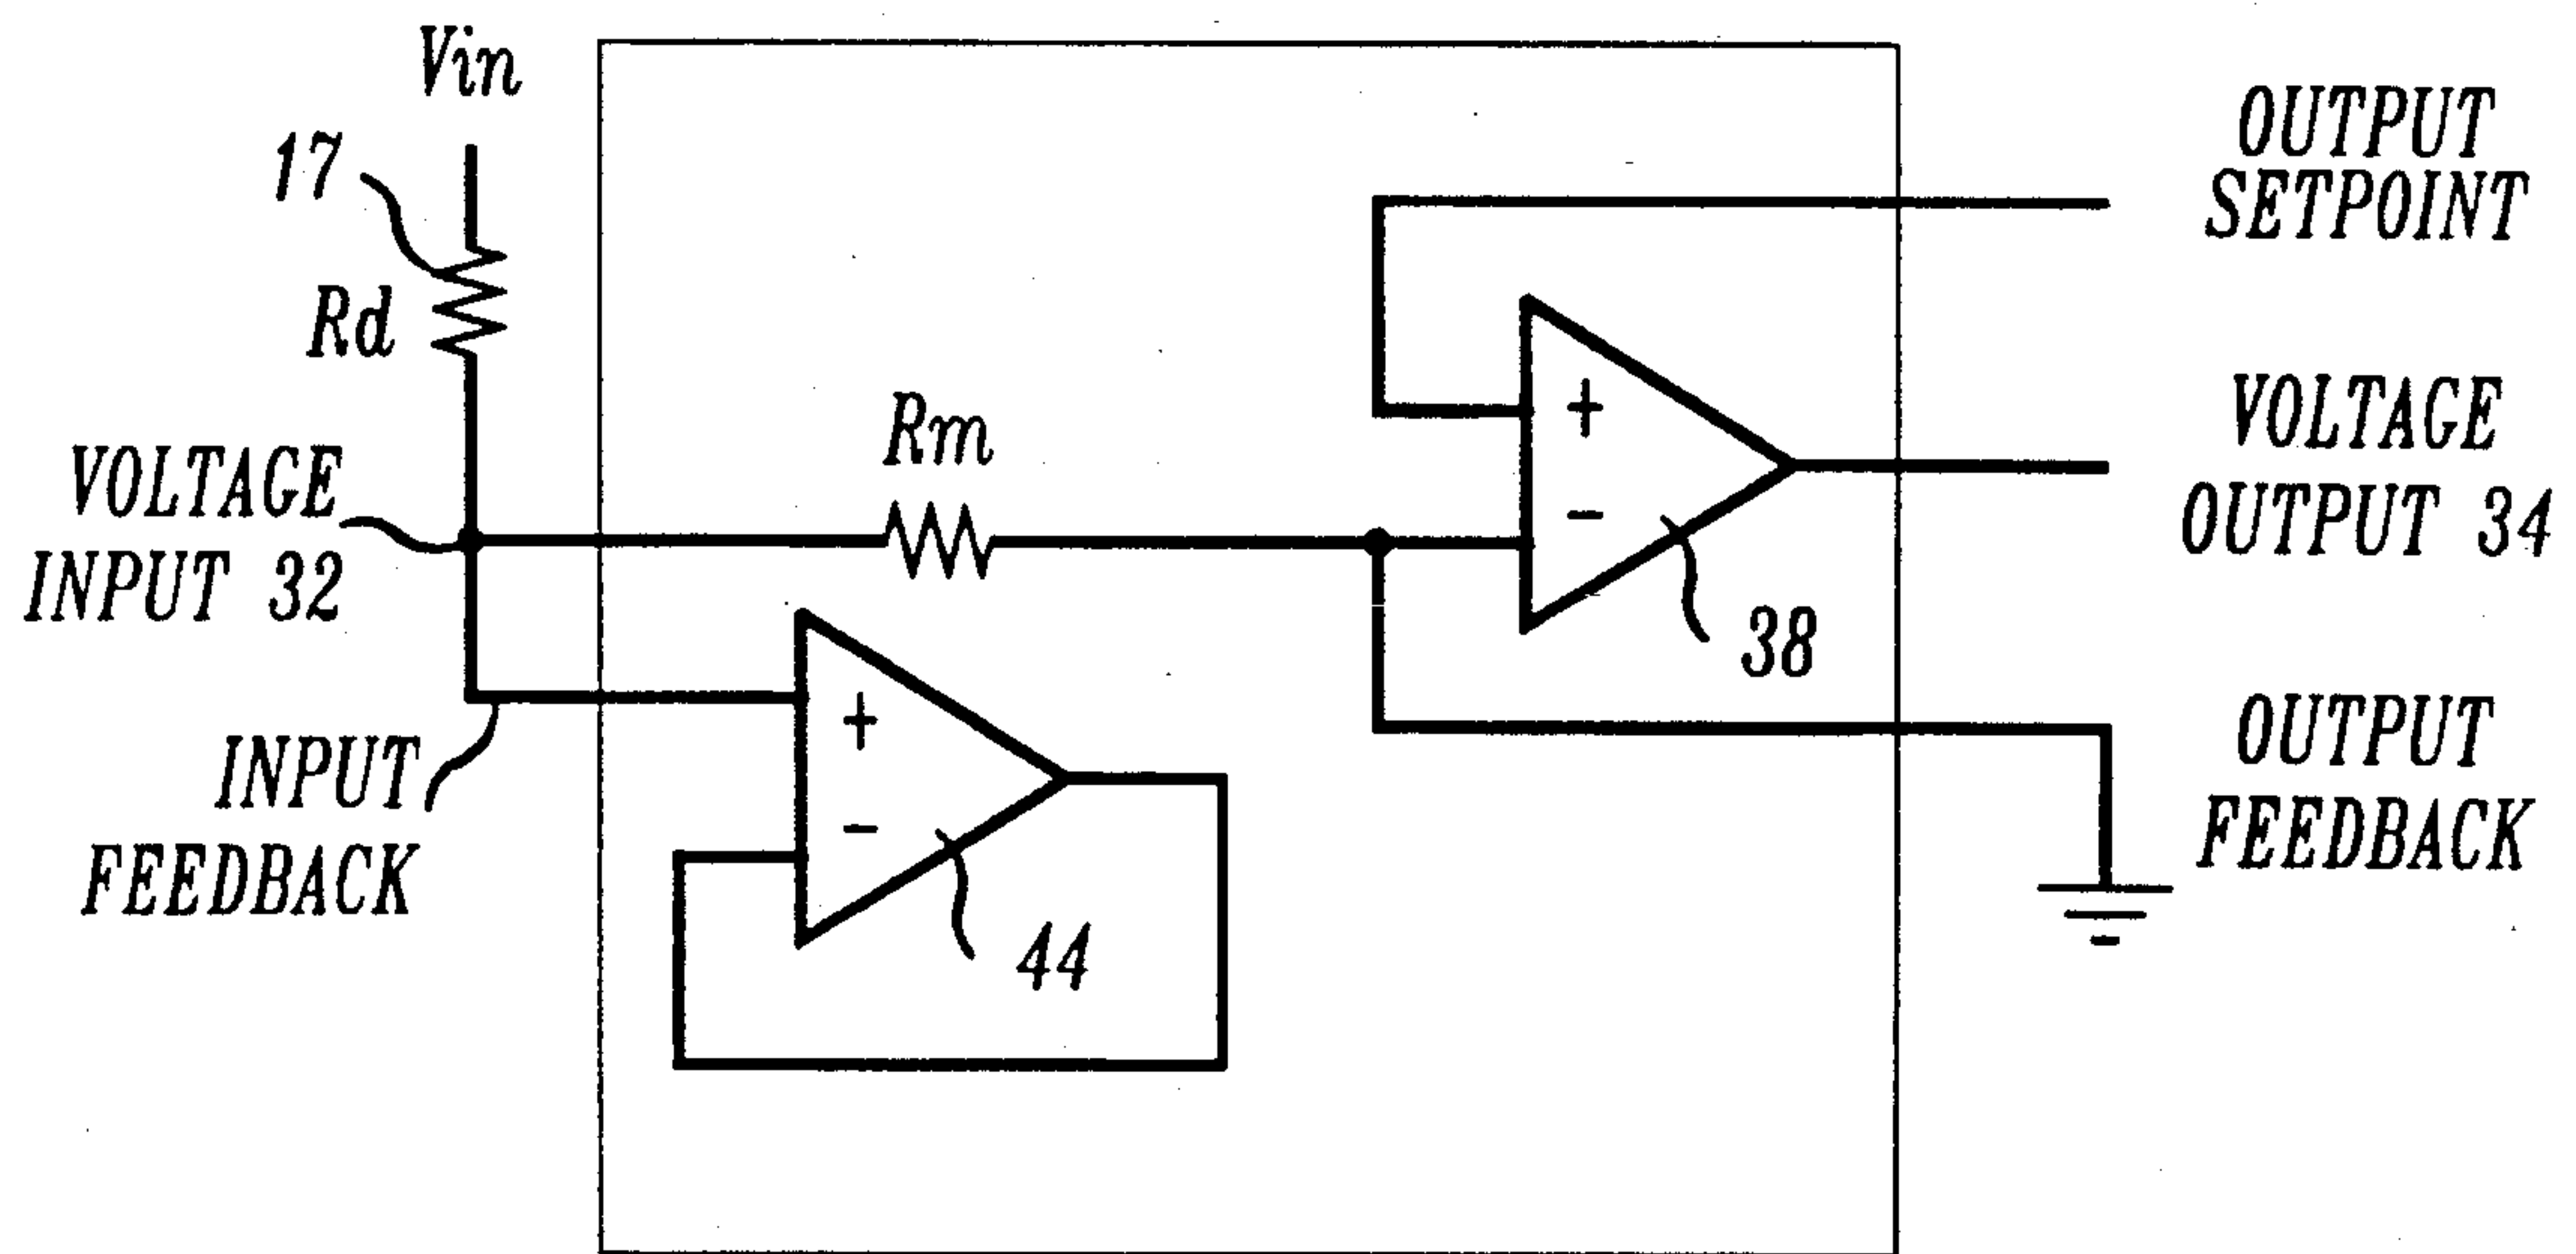 Vin
17
Rd
VOLTAGE
INPUT 32
INPUT
FEEDBACK
Rm
+
-
38
+
-
44
OUTPUT
SETPOINT
VOLTAGE
OUTPUT 34
OUTPUT
FEEDBACK